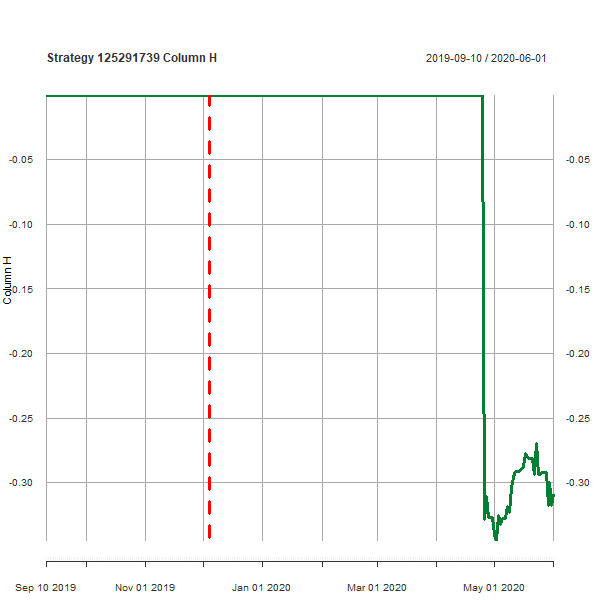 Strategy 125291739 Column H
2019-09-10 / 2020-06-01
-0.05 -0.05
-0.10 -0.10
-0.15 -0.15
-0.20 -0.20
-0.25 -0.25
-0.30 -0.30
Column H
Sep 10 2019 Nov 01 2019 Jan 01 2020 Mar 01 2020 May 01 2020